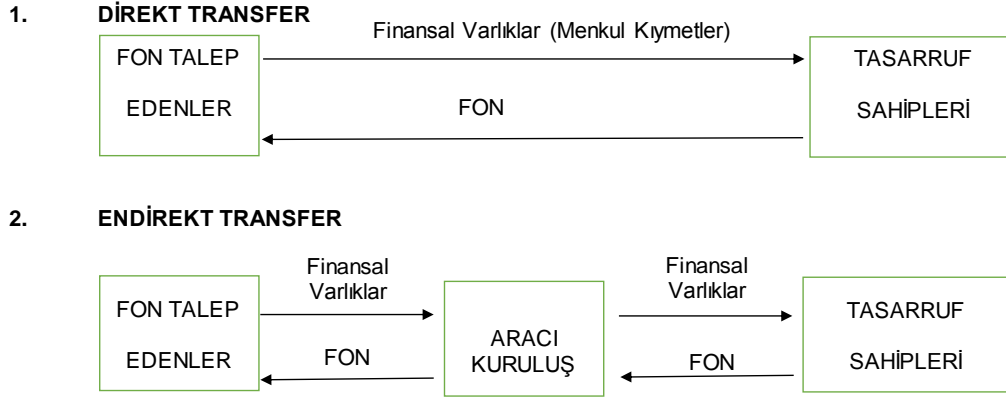 1. DİREKT TRANSFER
Finansal Varlıklar (Menkul Kıymetler)
FON TALEP
EDENLER
FON
TASARRUF
SAHİPLERİ
2. ENDİREKT TRANSFER
FON TALEP
EDENLER
Finansal
Varlıklar
FON
ARACI
KURULUŞ
Finansal
Varlıklar
FON
TASARRUF
SAHİPLERİ